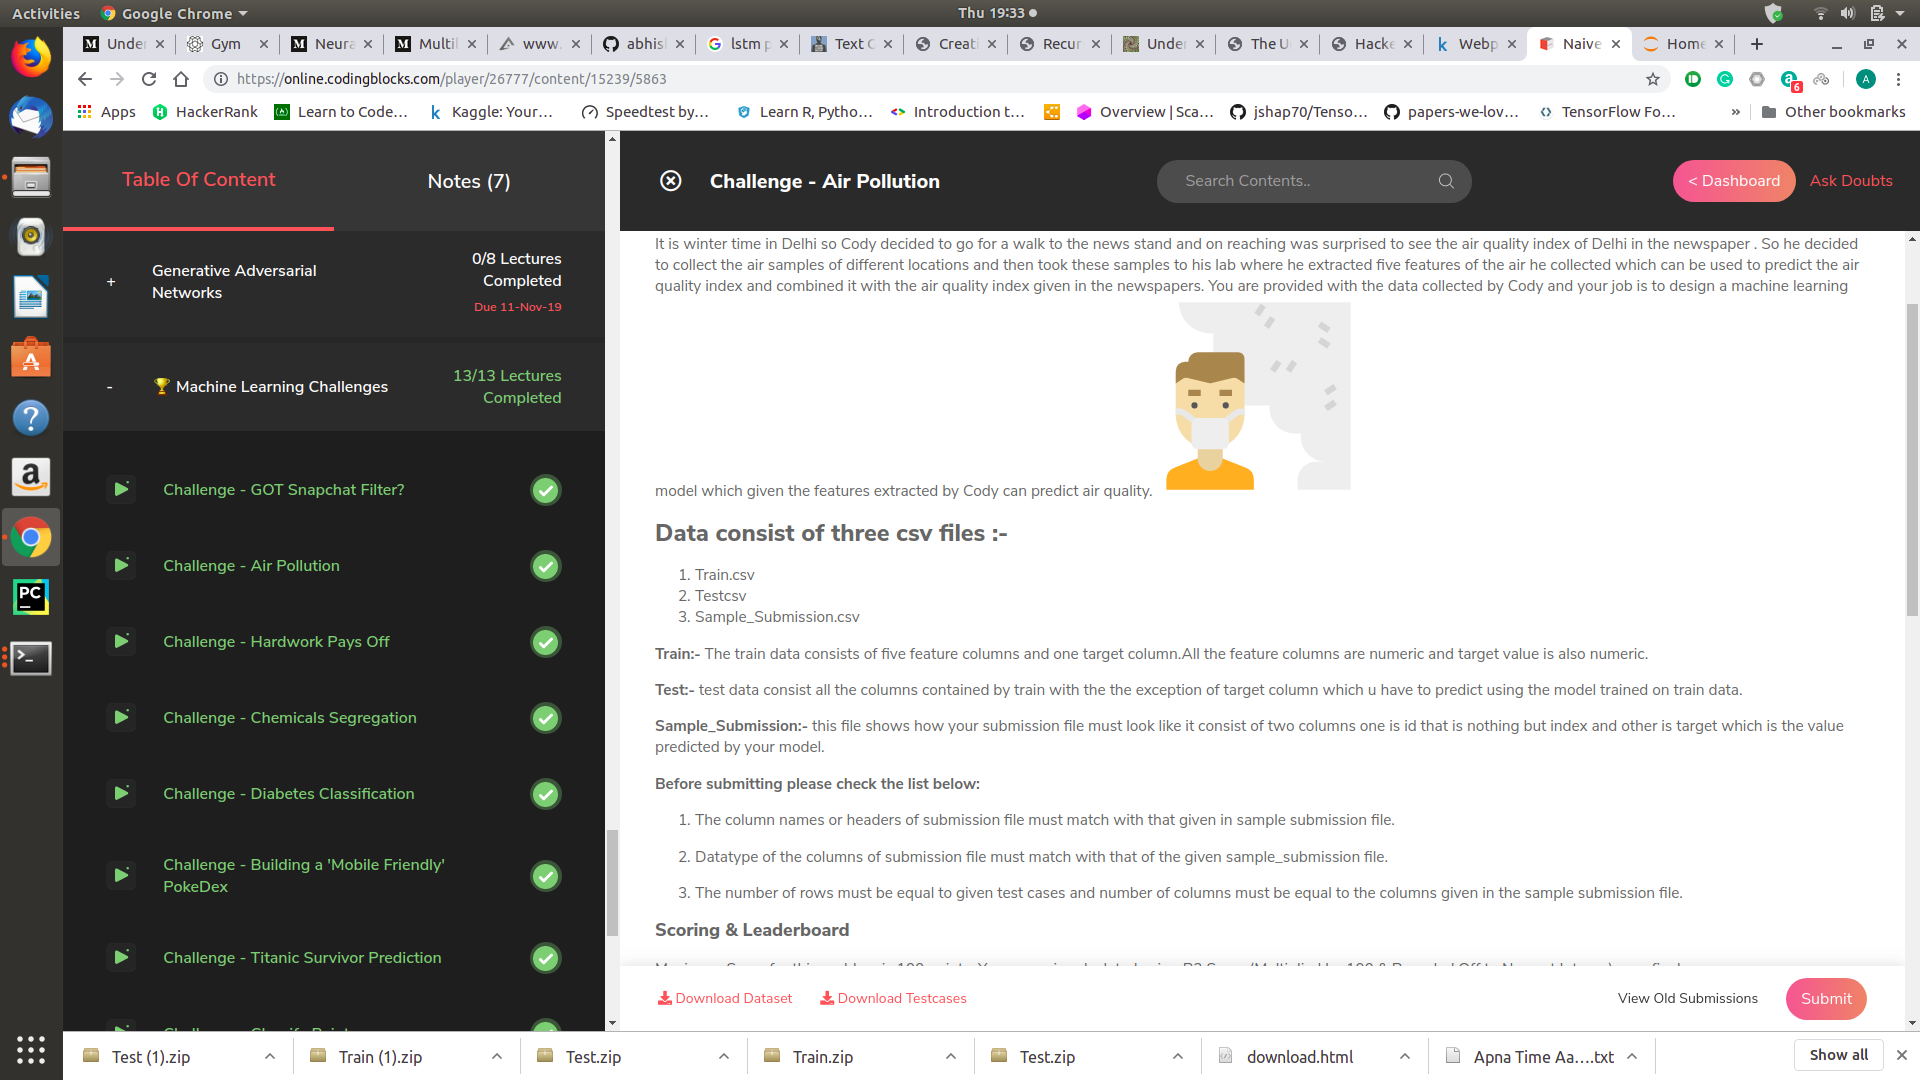 Activities
Google Chrome
Thu 19:33
Under
Gym
Neura
Multil
www.
abhis
lstm p
Text C
Creat
Recur
Under
The U
Hacke
Webp
Naive
Home
https://online.codingblocks.com/player/26777/content/15239/5863
6
A
Apps
HackerRank
Learn to Code...
Kaggle: Your...
Speedtest by...
Learn R, Pytho...
Introduction t...
Overview | Sca...
jshap70/Tenso...
papers-we-lov...
TensorFlow Fo...
»
Other bookmarks
Table Of Content
Notes (7)
Challenge - Air Pollution
Search Contents..
< Dashboard
Ask Doubts
+
Generative Adversarial
Networks
0/8 Lectures
Completed
Due 11-Nov-19
-
Machine Learning Challenges
13/13 Lectures
Completed
Challenge - GOT Snapchat Filter?
Challenge - Air Pollution
Challenge - Hardwork Pays Off
Challenge - Chemicals Segregation
Challenge - Diabetes Classification
Challenge - Building a 'Mobile Friendly'
PokeDex
Challenge - Titanic Survivor Prediction
It is winter time in Delhi so Cody decided to go for a walk to the news stand and on reaching was surprised to see the air quality index of Delhi in the newspaper . So he decided
to collect the air samples of different locations and then took these samples to his lab where he extracted five features of the air he collected which can be used to predict the air
quality index and combined it with the air quality index given in the newspapers. You are provided with the data collected by Cody and your job is to design a machine learning
model which given the features extracted by Cody can predict air quality.
Data consist of three csv files :-
1. Train.csv
2. Testcsv
3. Sample_Submission.csv
Train:- The train data consists of five feature columns and one target column.All the feature columns are numeric and target value is also numeric.
Test:- test data consist all the columns contained by train with the the exception of target column which u have to predict using the model trained on train data.
Sample_Submission:- this file shows how your submission file must look like it consist of two columns one is id that is nothing but index and other is target which is the value
predicted by your model.
Before submitting please check the list below:
1. The column names or headers of submission file must match with that given in sample submission file.
2. Datatype of the columns of submission file must match with that of the given sample_submission file.
3. The number of rows must be equal to given test cases and number of columns must be equal to the columns given in the sample submission file.
Scoring & Leaderboard
Download Dataset
Download Testcases
View Old Submissions
Submit
PC
Test (1).zip
Train (1).zip
Test.zip
Train.zip
Test.zip
download.html
Apna Time Aa....txt
Show all